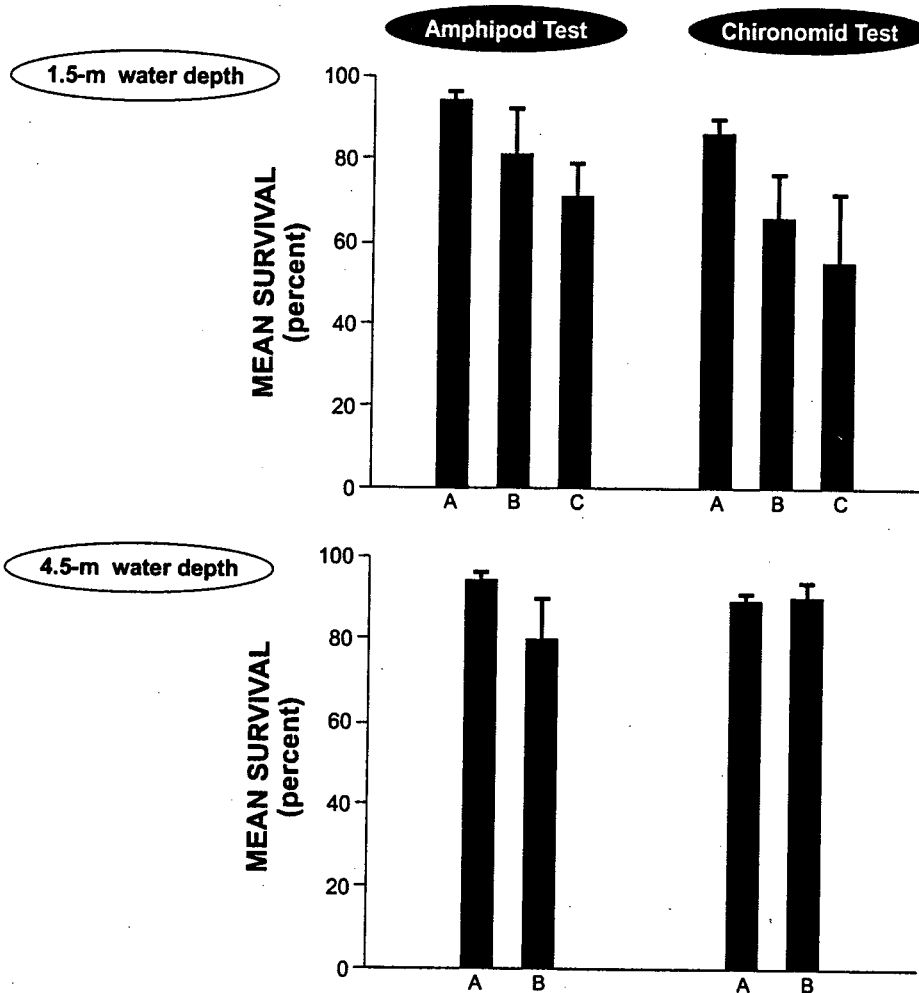 Amphipod Test
Chironomid Test
1.5-m water depth
MEAN SURVIVAL
(percent)
100
80
60
40
20
0
A B C
A B C
4.5-m water depth
MEAN SURVIVAL
(percent)
100
80
60
40
20
0
A B
A B